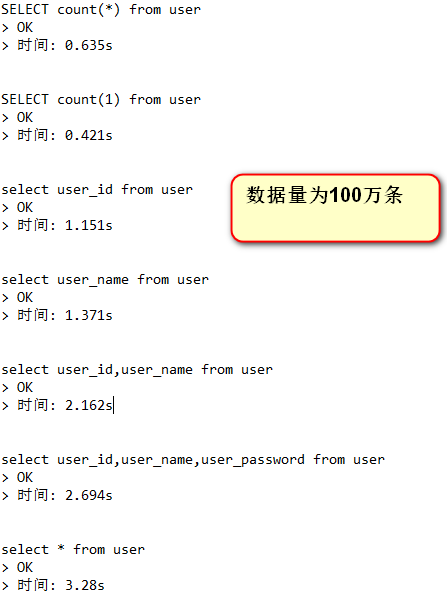 SELECT count(*) from user
> OK
> 时间: 0.635s
SELECT count(1) from user
> OK
> 时间: 0.421s
select user_id from user
> OK
> 时间: 1.151s
数据量为100万条
select user_name from user
> OK
> 时间: 1.371s
select user_id,user_name from user
> OK
> 时间: 2.162s
select user_id,user_name,user_password from user
> OK
> 时间: 2.694s
select * from user
> OK
> 时间: 3.28s